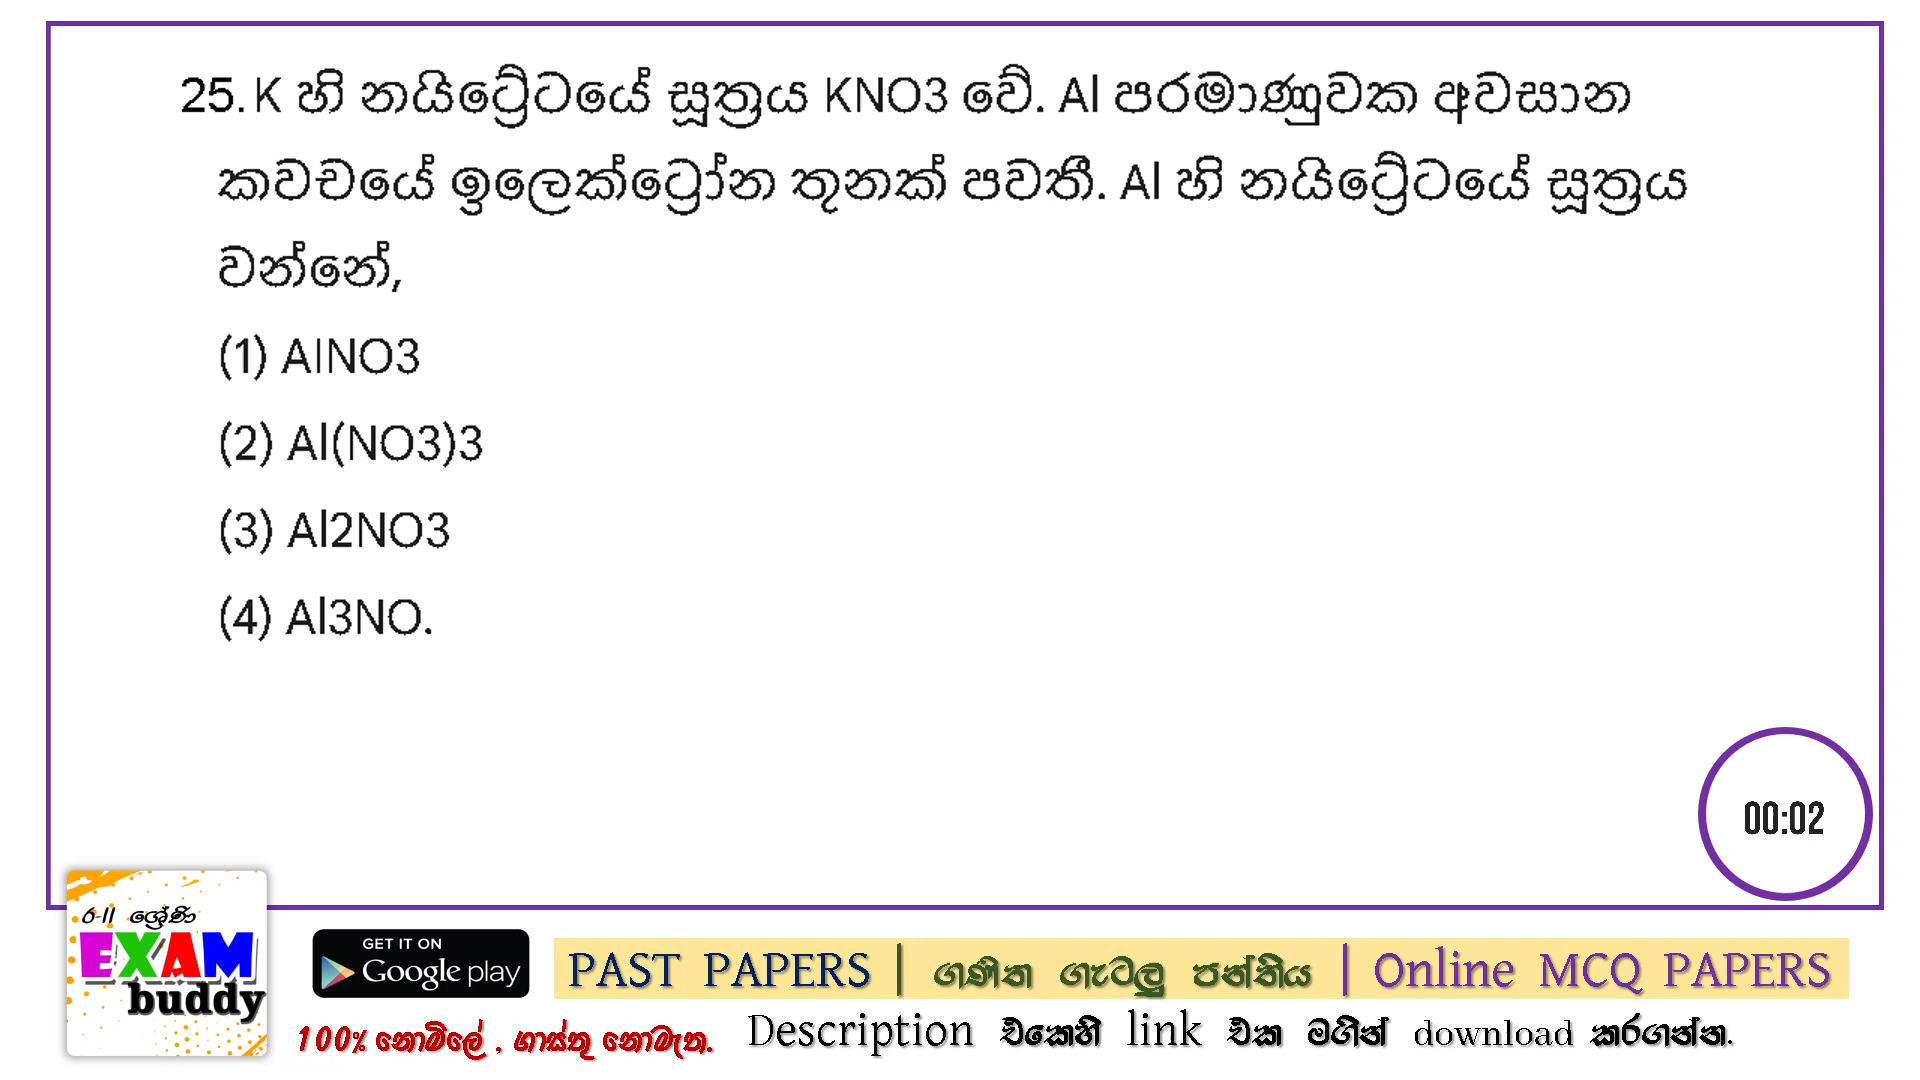 25. K හි නයිට්‍රේටයේ සූත්‍රය KNO3 වේ. Al පරමාණුවක අවසාන
කවචයේ ඉලෙක්ට්‍රෝන තුනක් පවතී. Al හි නයිට්‍රේටයේ සූත්‍රය
වන්නේ,
(1) AlNO3
(2) Al(NO3)3
(3) Al2NO3
(4) Al3NO.
00:02
6-11 ශ්‍රේණි
EXAM
buddy
GET IT ON
Google play
PAST PAPERS | ගණිත ගැටලු පන්තිය | Online MCQ PAPERS
100% නොමිලේ , ගාස්තු නොමැත.
Description එකෙහි link එක මගින් download කරගන්න.